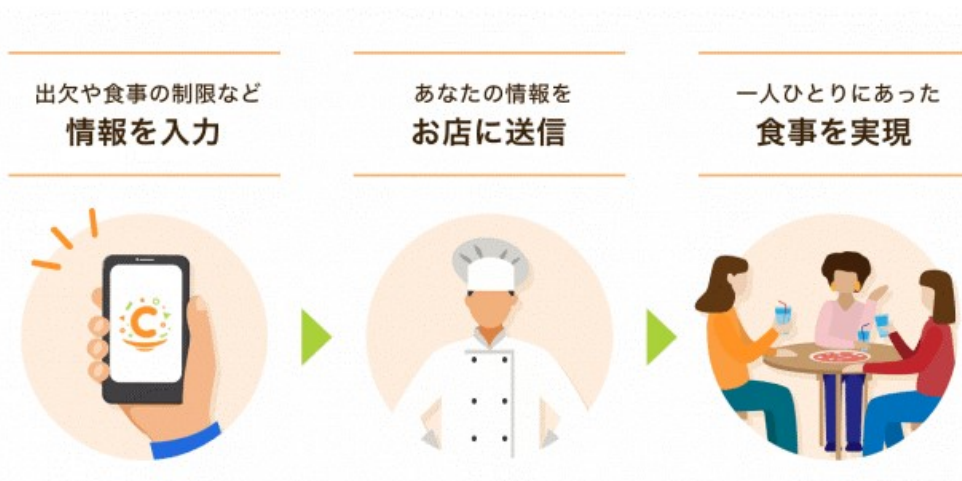 出欠や食事の制限など
情報を入力
あなたの情報を
お店に送信
一人ひとりにあった
食事を実現
C